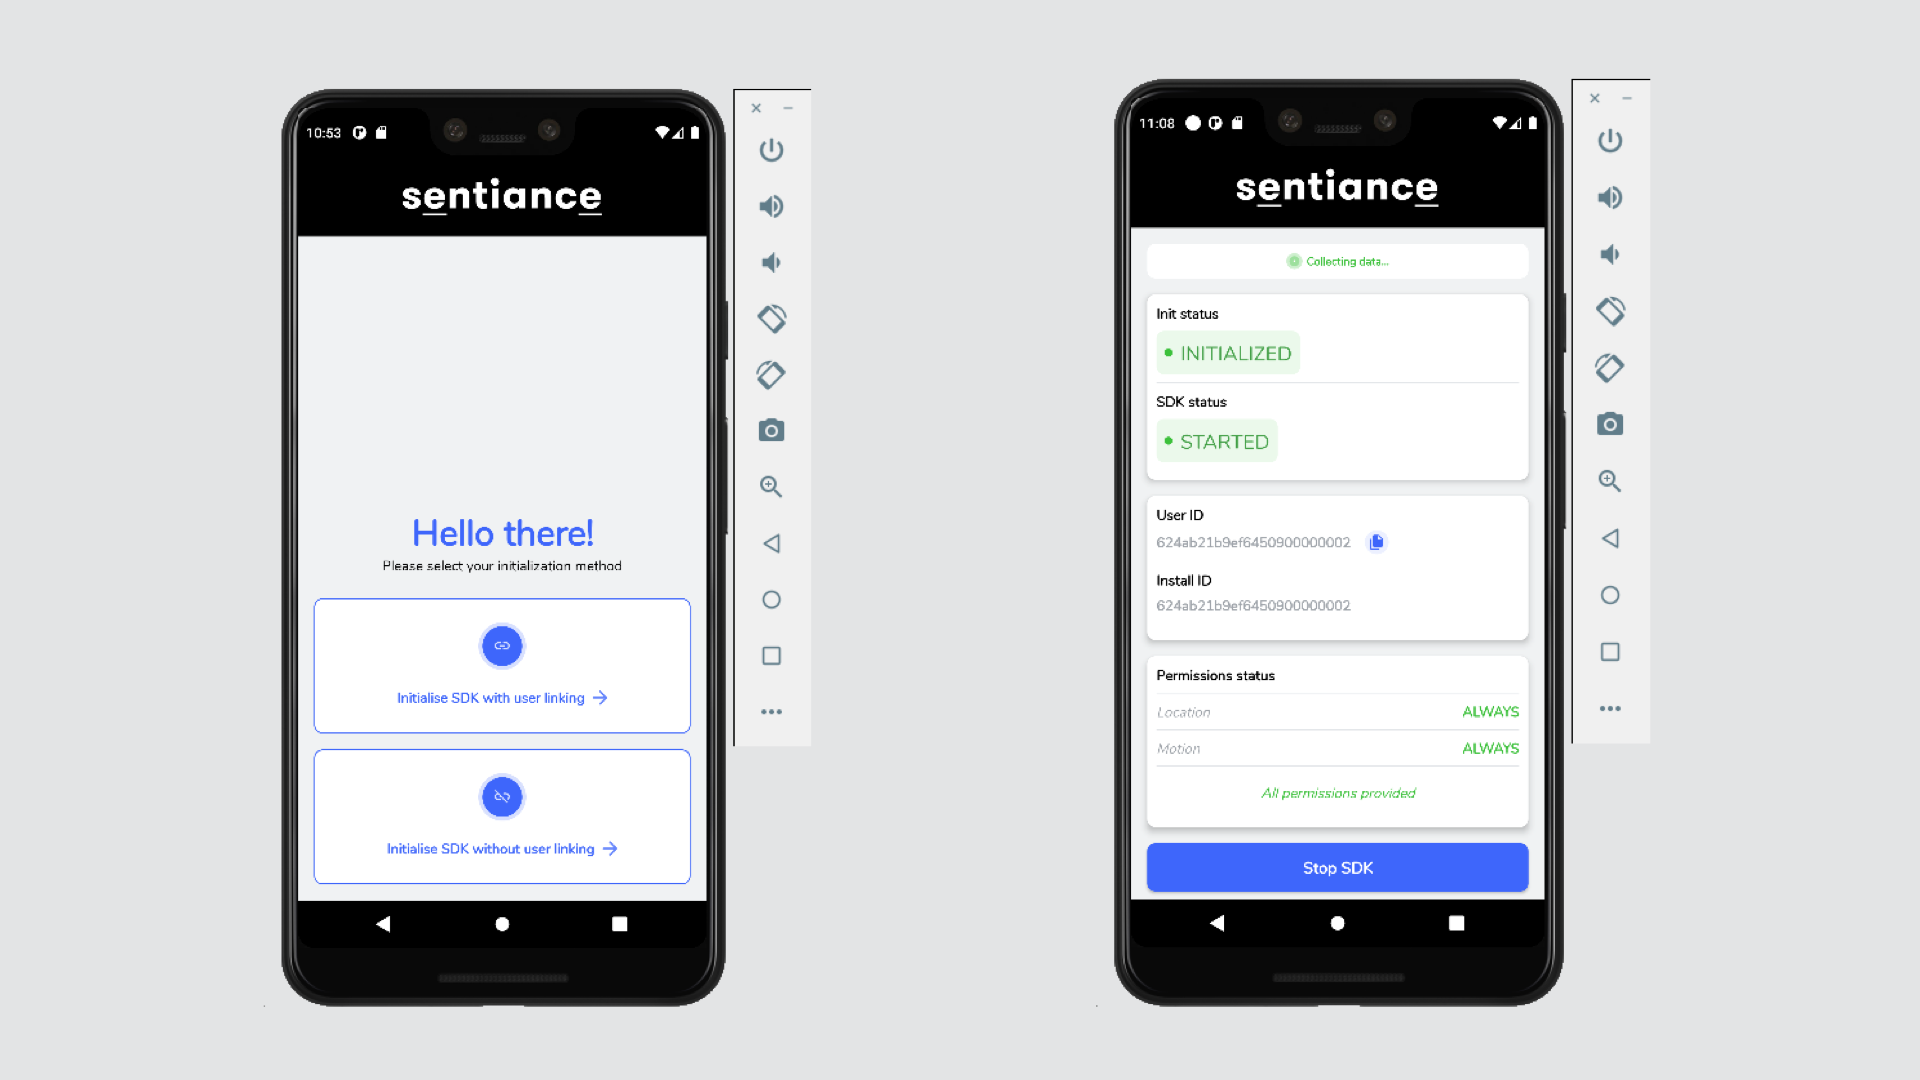 10:53
sentiance
Hello there!
Please select your initialization method
Initialise SDK with user linking
Initialise SDK without user linking
11:08
sentiance
Collecting data...
Init status
INITIALIZED
SDK status
STARTED
User ID
624ab21b9ef6450900000002
Install ID
624ab21b9ef6450900000002
Permissions status
Location ALWAYS
Motion ALWAYS
All permissions provided
Stop SDK